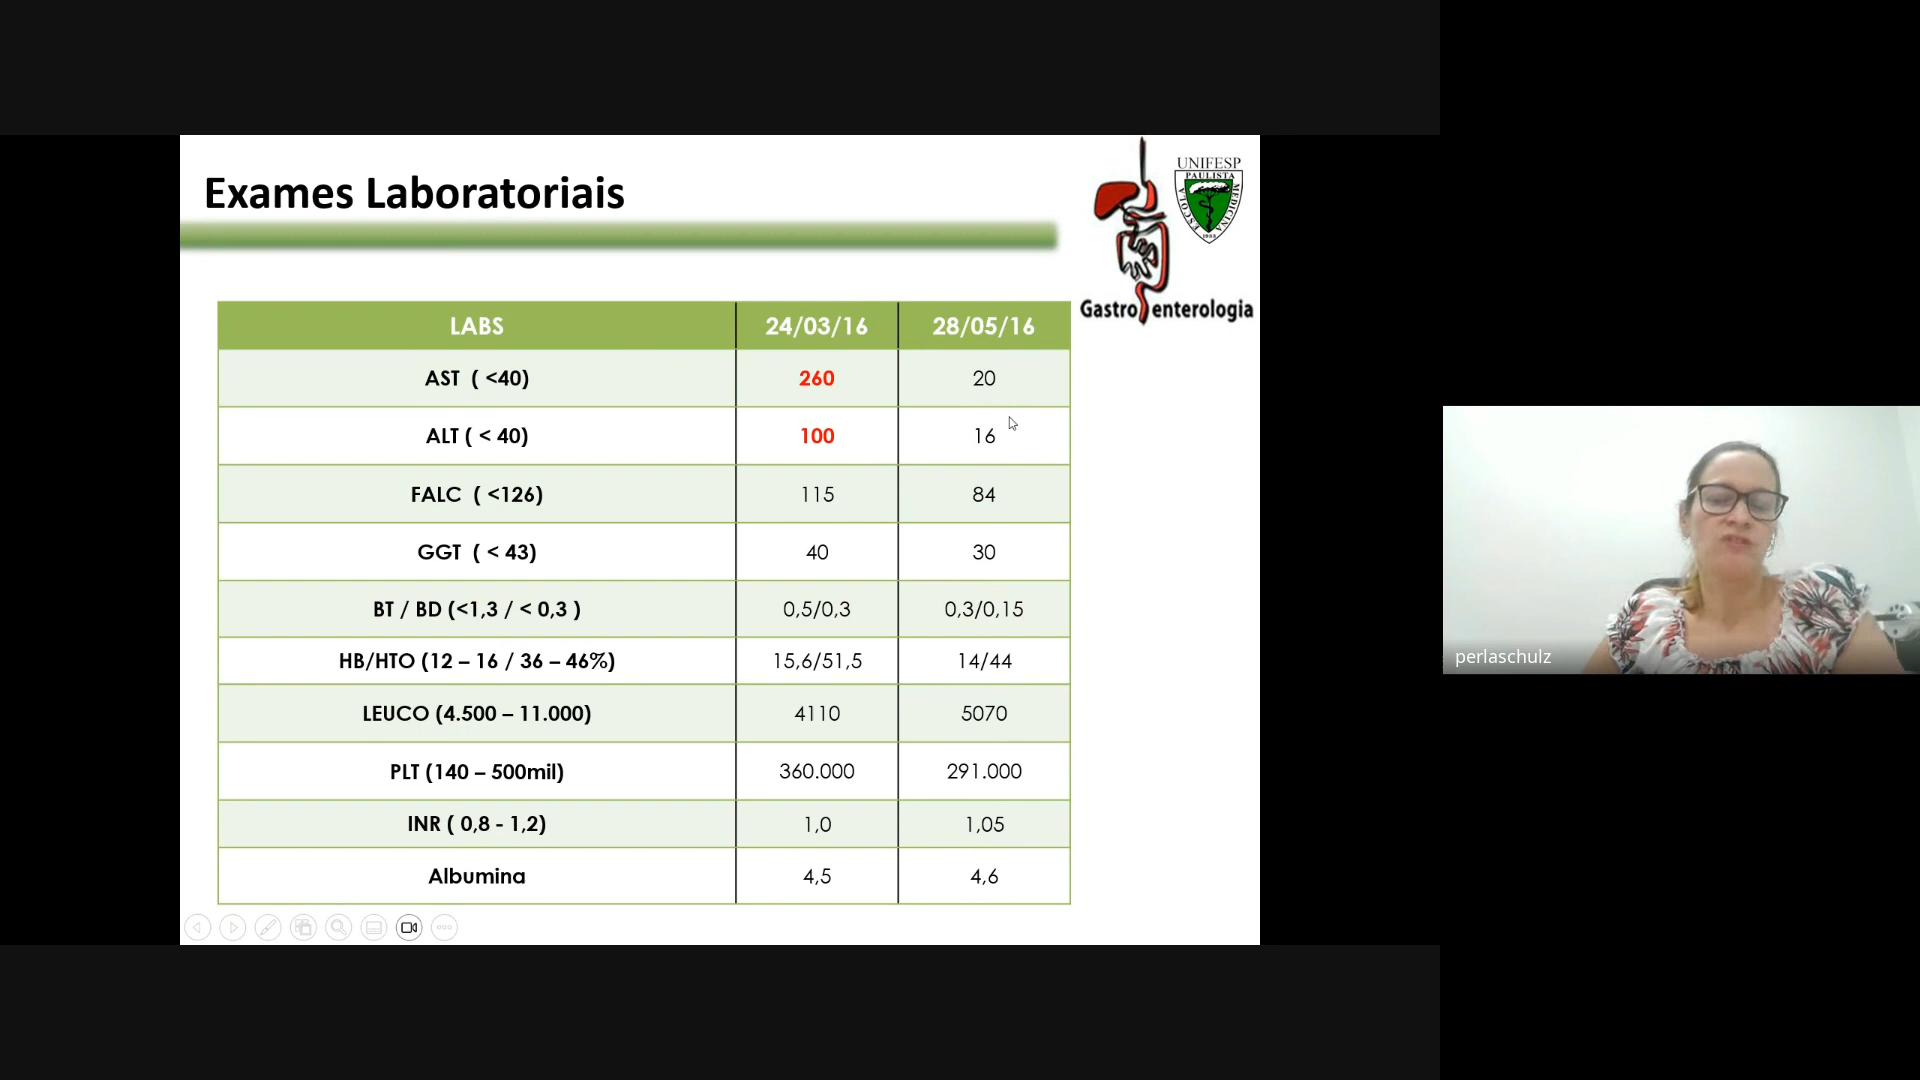 Exames Laboratoriais
UNIFESP
PAULISTA
ESCOLA
MEDICINA
1933
Gastro enterologia
LABS 24/03/16 28/05/16
AST ( <40) 260 20
ALT ( < 40) 100 16
FALC ( <126) 115 84
GGT ( < 43) 40 30
BT / BD (<1,3 / < 0,3 ) 0,5/0,3 0,3/0,15
HB/HTO (12 – 16 / 36 – 46%) 15,6/51,5 14/44
LEUCO (4.500 – 11.000) 4110 5070
PLT (140 – 500mil) 360.000 291.000
INR ( 0,8 - 1,2) 1,0 1,05
Albumina 4,5 4,6
perlaschulz